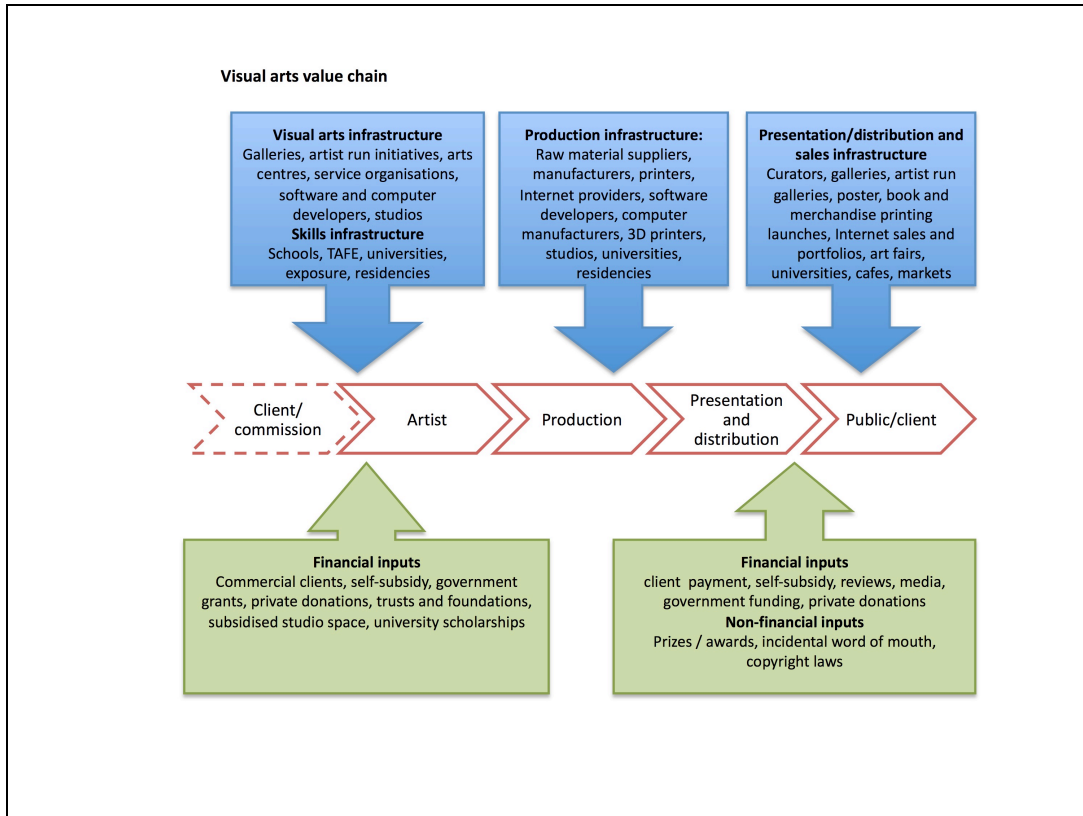 Visual arts value chain
Visual arts infrastructure
Galleries, artist run initiatives, arts
centres, service organisations,
software and computer
developers, studios
Skills infrastructure
Schools, TAFE, universities,
exposure, residencies
Production infrastructure:
Raw material suppliers,
manufacturers, printers,
Internet providers, software
developers, computer
manufacturers, 3D printers,
studios, universities,
residencies
Presentation/distribution and
sales infrastructure
Curators, galleries, artist run
galleries, poster, book and
merchandise printing
launches, Internet sales and
portfolios, art fairs,
universities, cafes, markets
Client/
commission
Artist
Production
Presentation
and
distribution
Public/client
Financial inputs
Commercial clients, self-subsidy, government
grants, private donations, trusts and foundations,
subsidised studio space, university scholarships
Financial inputs
client  payment, self-subsidy, reviews, media,
government funding, private donations
Non-financial inputs
Prizes / awards, incidental word of mouth,
copyright laws